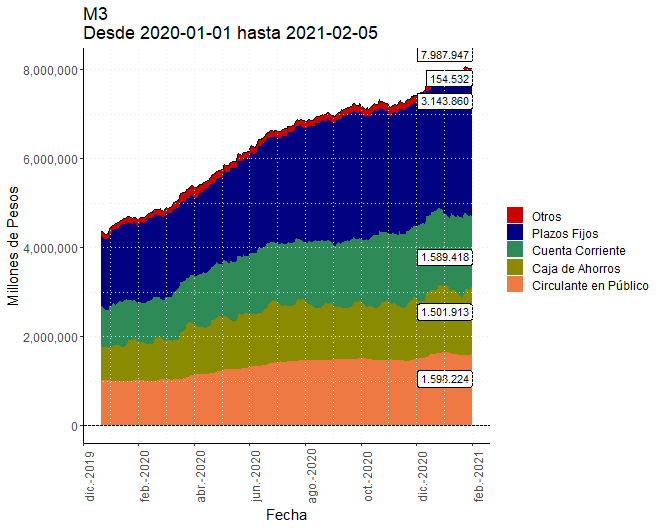 M3
Desde 2020-01-01 hasta 2021-02-05
Millones de Pesos
8,000,000
6,000,000
4,000,000
2,000,000
0
7.987.947
154.532
3.143.860
1.589.418
1.501.913
1.598.224
dic.-2019
feb.-2020
abr.-2020
jun.-2020
ago.-2020
oct.-2020
dic.-2020
feb.-2021
Fecha
Otros
Plazos Fijos
Cuenta Corriente
Caja de Ahorros
Circulante en Público